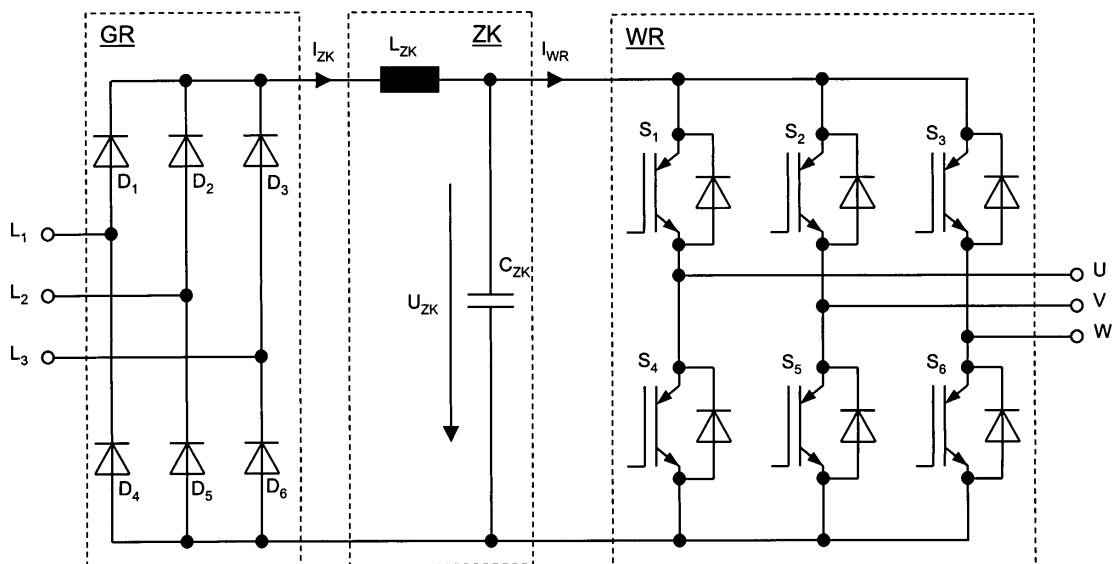 GR
ZK
WR
I_ZK
L_ZK
I_WR
S_1
S_2
S_3
D_1
D_2
D_3
L_1
L_2
L_3
C_ZK
U_ZK
U
V
W
S_4
S_5
S_6
D_4
D_5
D_6